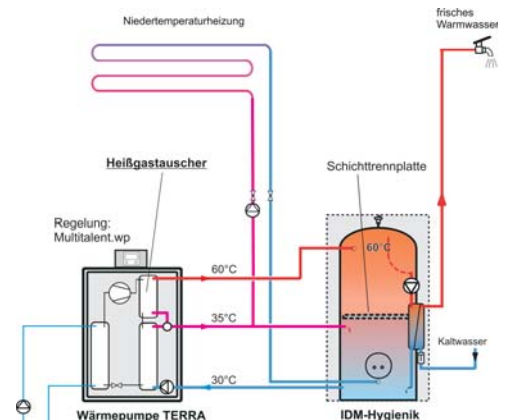 frisches
Warmwasser
Niedertemperaturheizung
Heißgastauscher
Schichttrennplatte
Regelung:
Multitalent.wp
60°C
60°C
35°C
Kaltwasser
30°C
Wärmepumpe TERRA
IDM-Hygienik